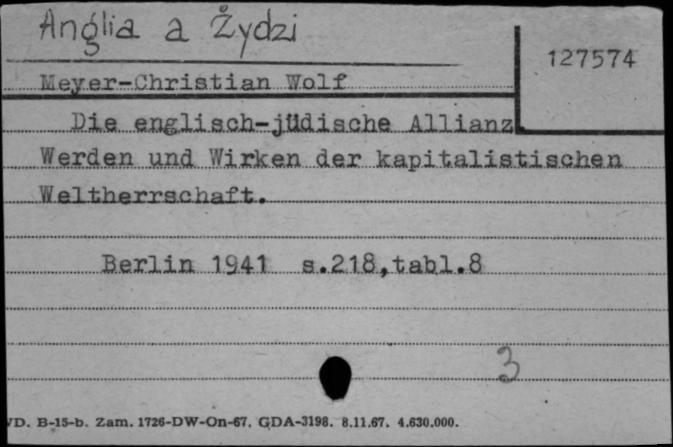 Anglia a Żydzi
127574
Meyer-Christian Wolf
Die englisch-jüdische Allianz.
Werden und Wirken der kapitalistischen
Weltherrschaft.
Berlin 1941 s.218,tabl.8
3
VD. B-15-b. Zam. 1726-DW-On-67. GDA-3198. 8.11.67. 4.630.000.